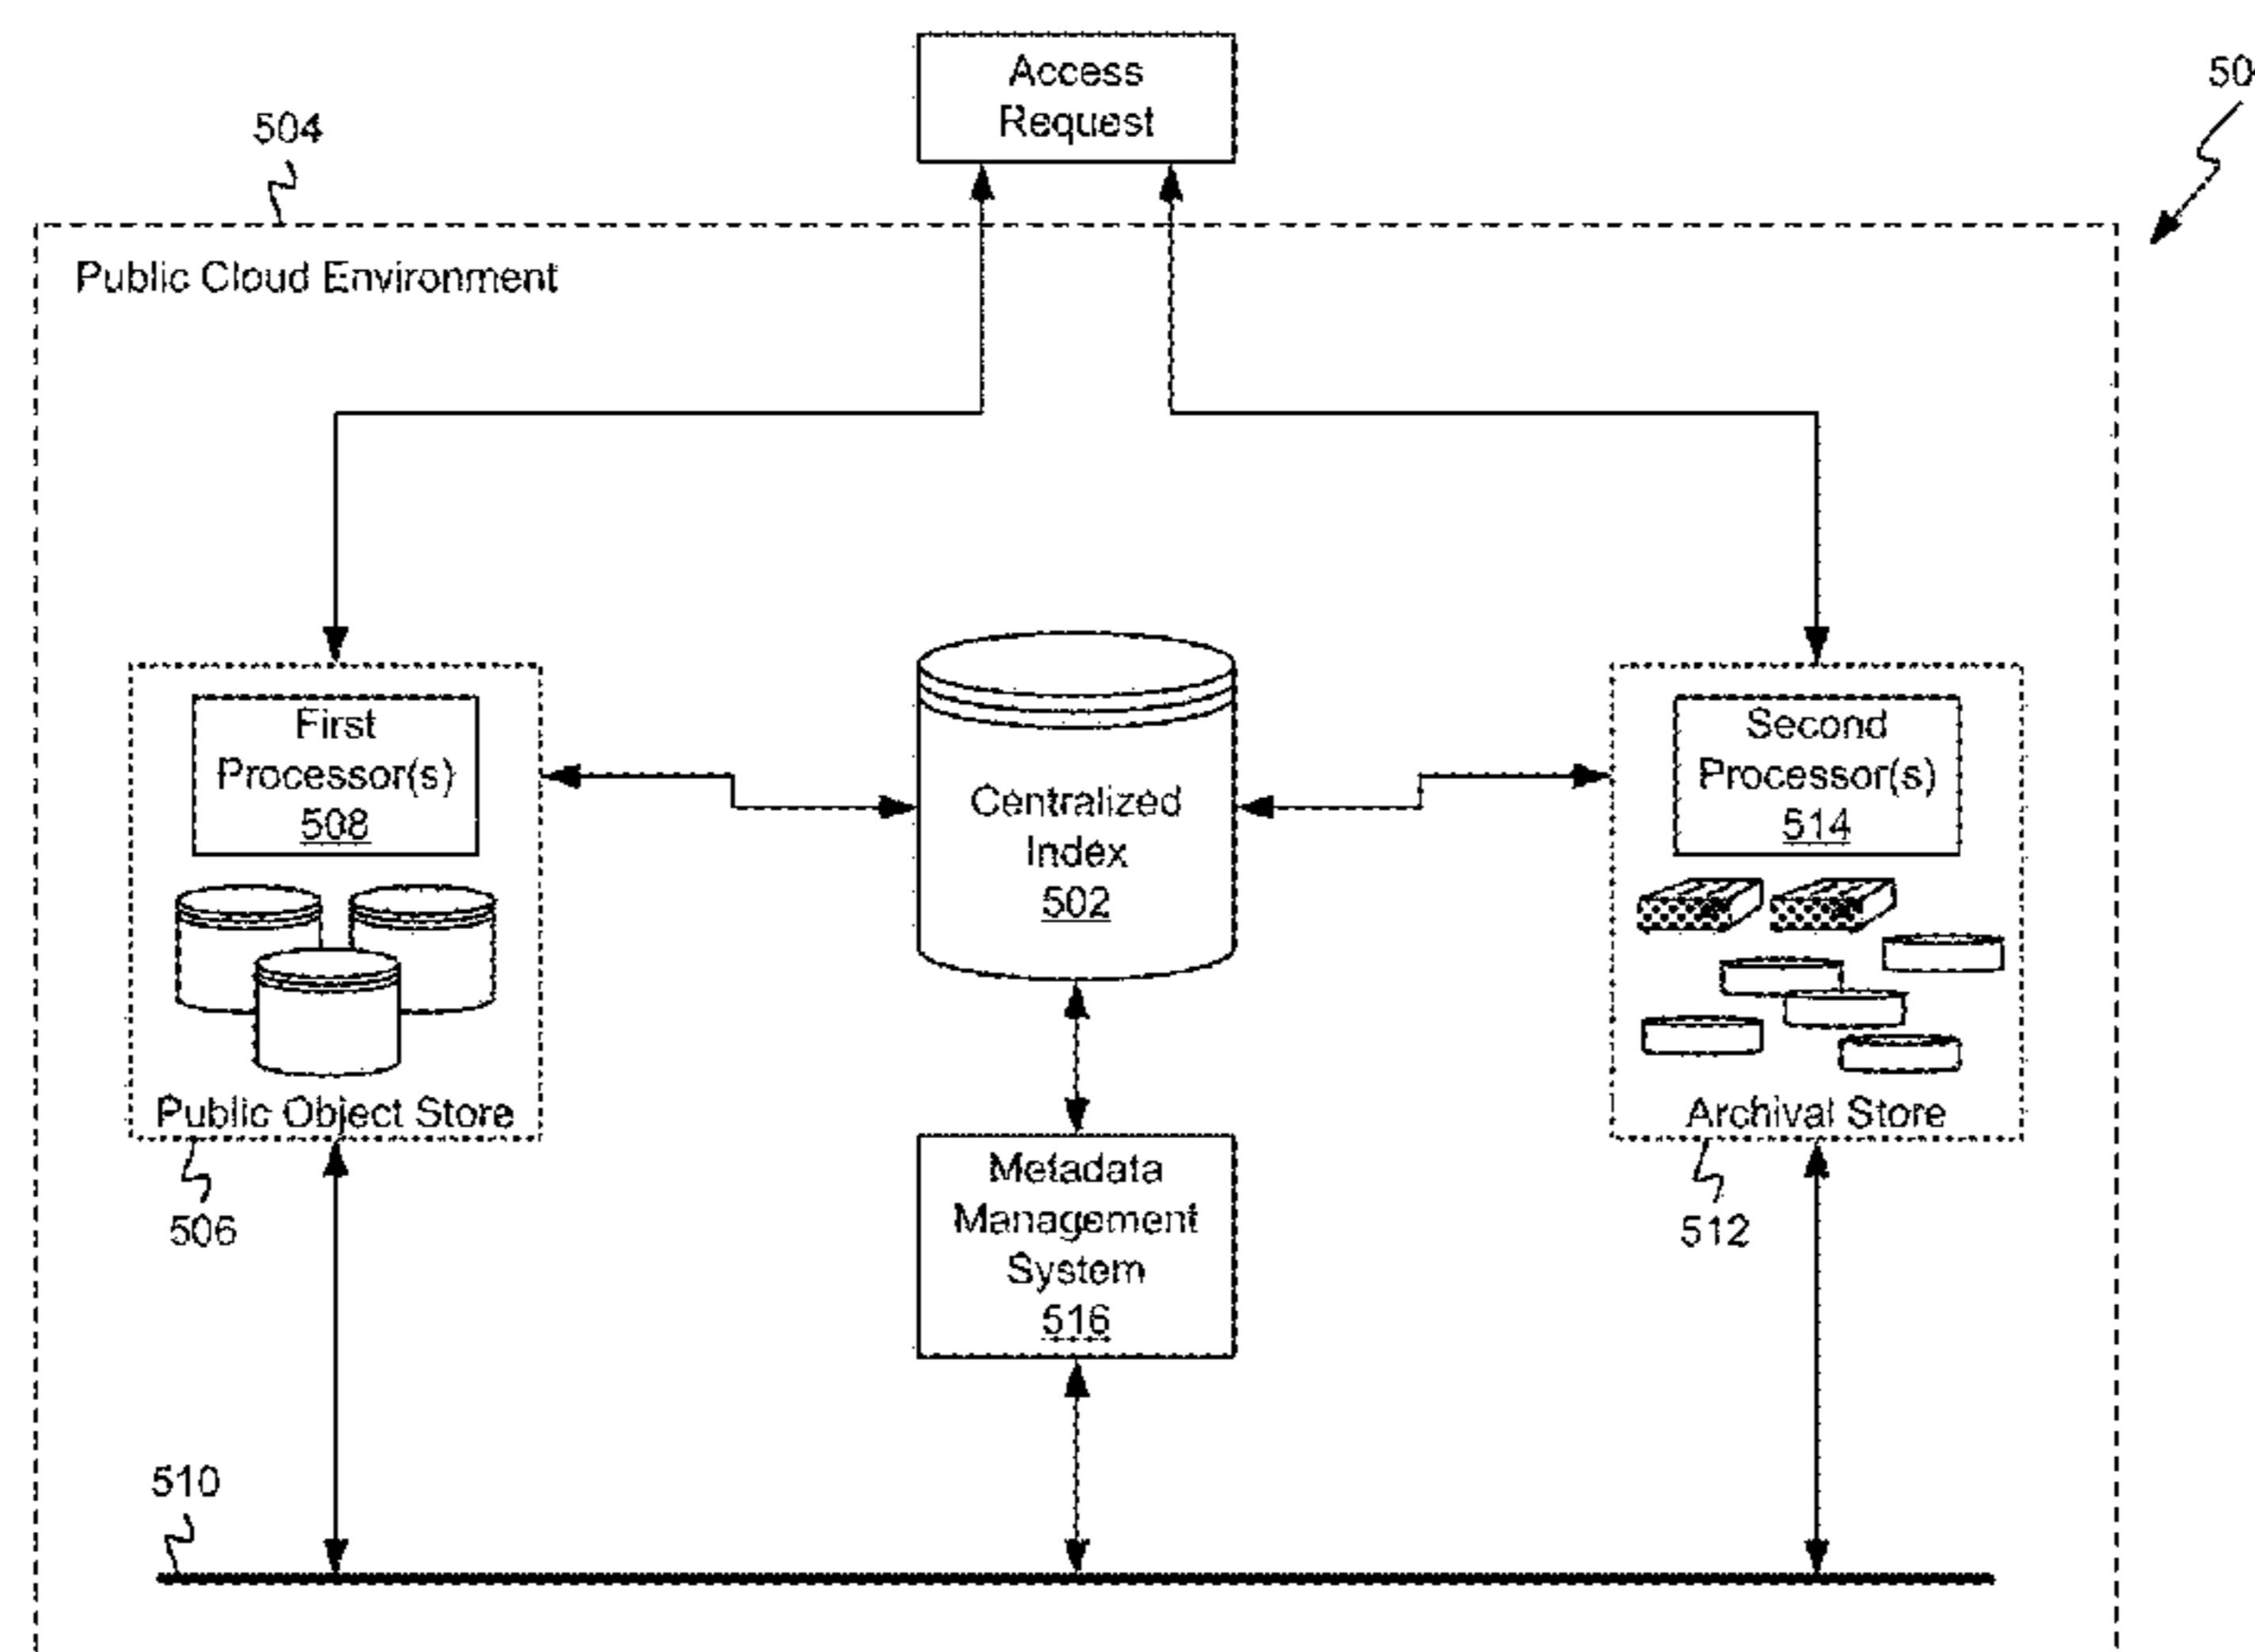 Access
Request
504
Public Cloud Environment
First
Processor(s)
508
Centralized
Index
502
Second
Processor(s)
514
Public Object Store
Archival Store
506
Metadata
Management
System
516
512
510